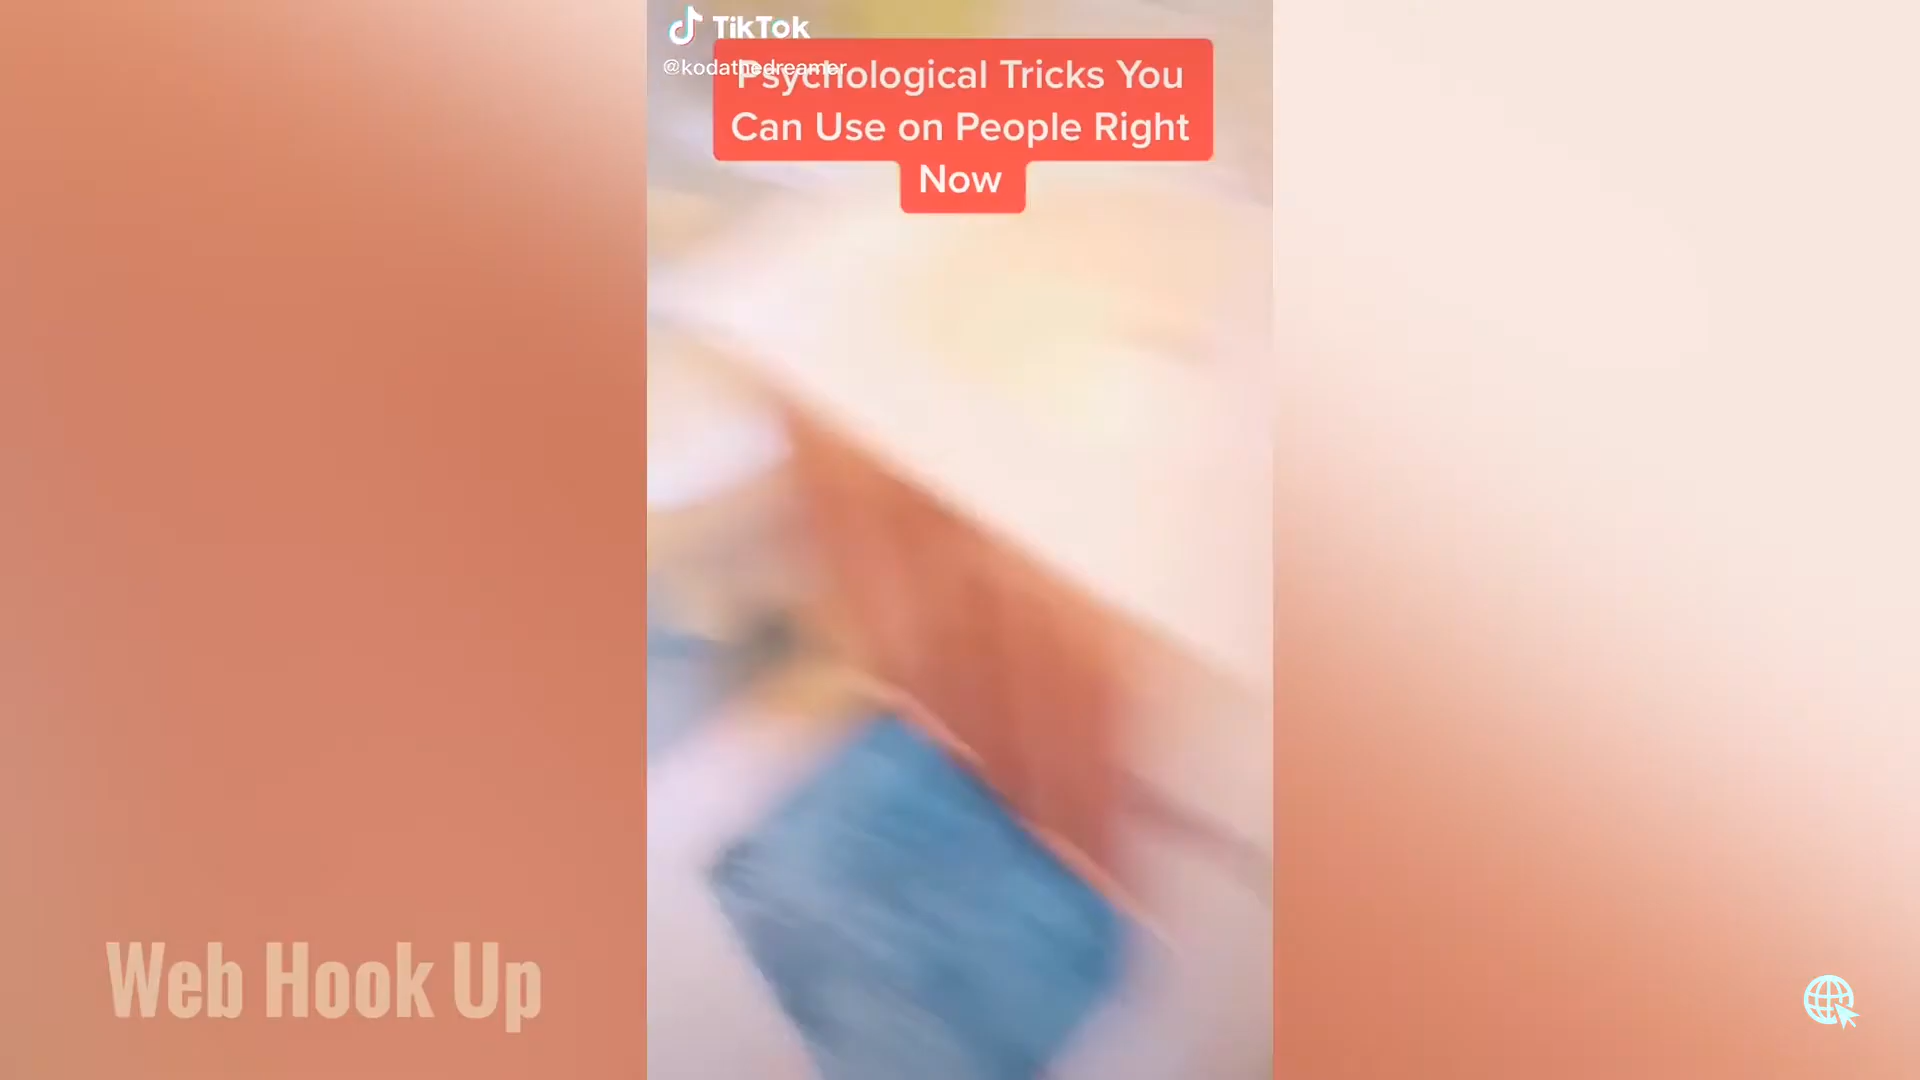 TikTok
@kodathedreamer
Psychological Tricks You
Can Use on People Right
Now
Web Hook Up